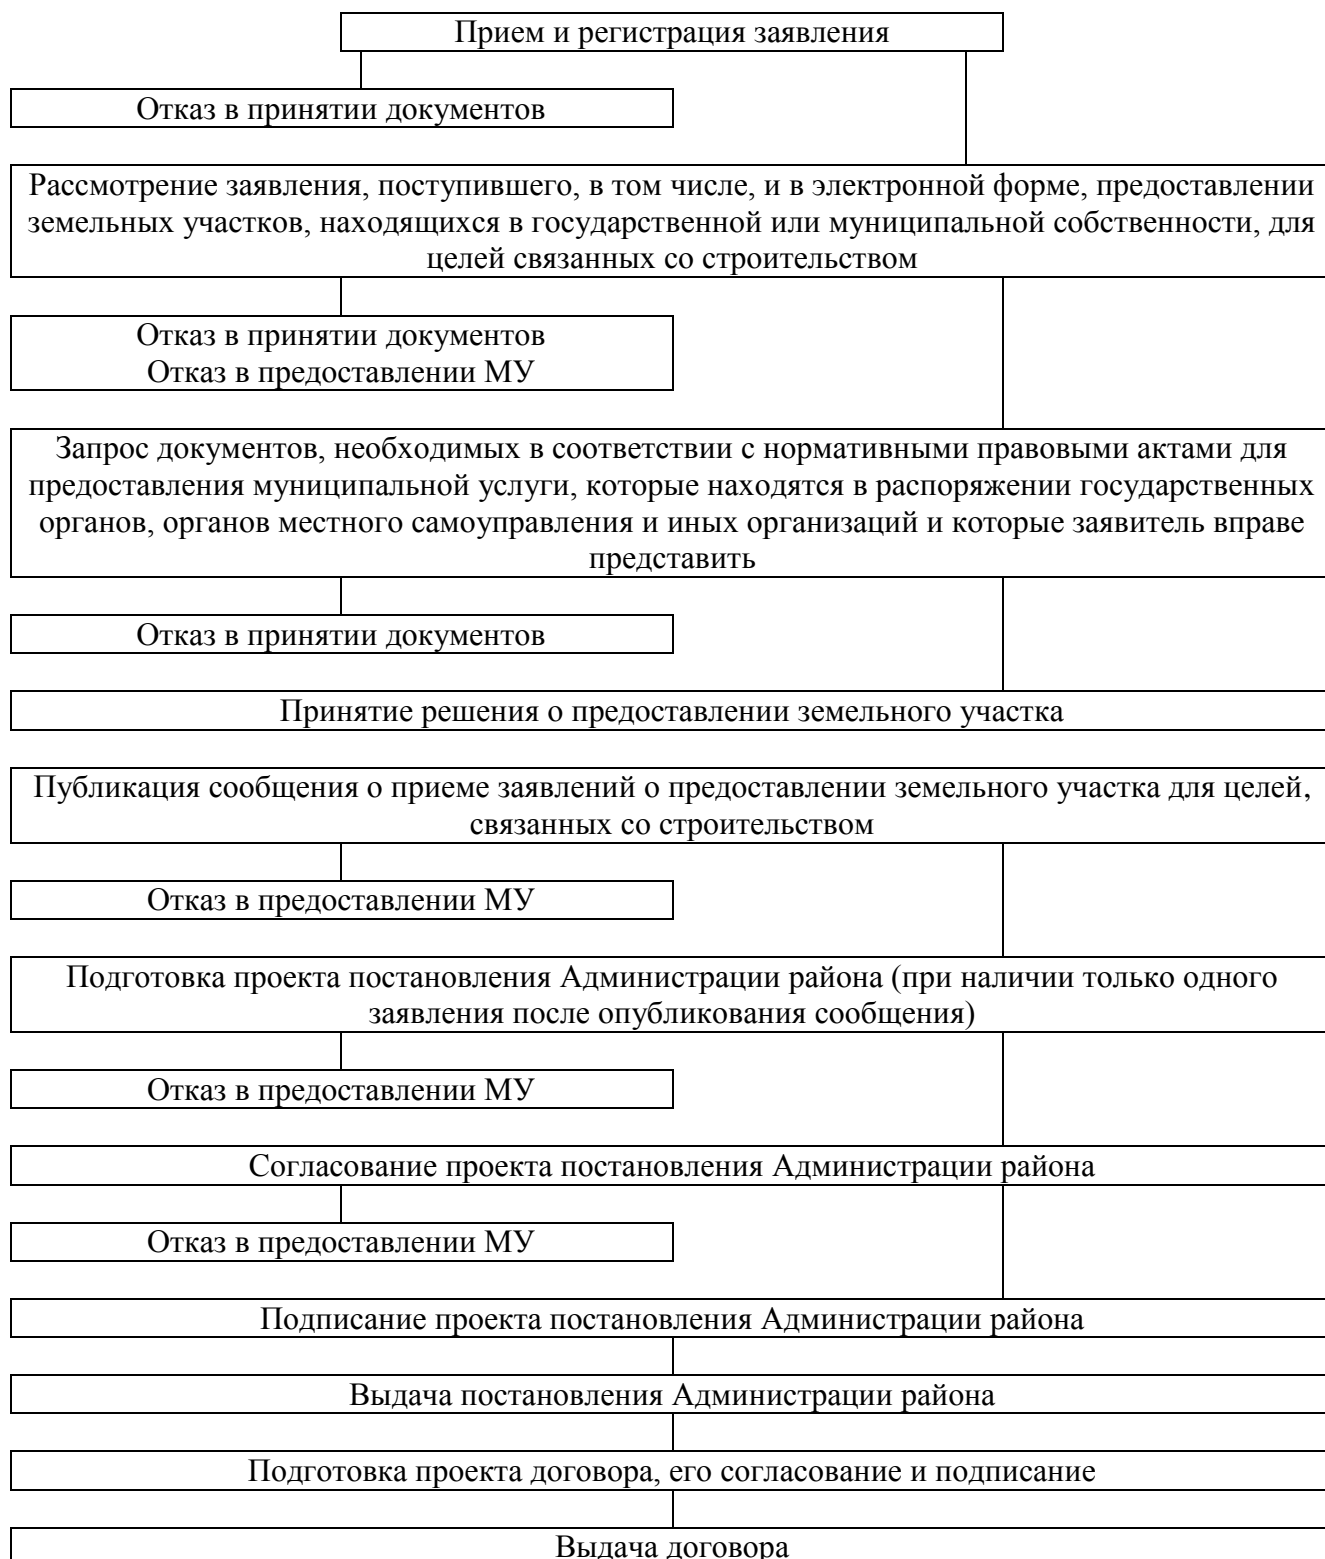 Прием и регистрация заявления
Отказ в принятии документов
Рассмотрение заявления, поступившего, в том числе, и в электронной форме, предоставлении
земельных участков, находящихся в государственной или муниципальной собственности, для
целей связанных со строительством
Отказ в принятии документов
Отказ в предоставлении МУ
Запрос документов, необходимых в соответствии с нормативными правовыми актами для
предоставления муниципальной услуги, которые находятся в распоряжении государственных
органов, органов местного самоуправления и иных организаций и которые заявитель вправе
представить
Отказ в принятии документов
Принятие решения о предоставлении земельного участка
Публикация сообщения о приеме заявлений о предоставлении земельного участка для целей,
связанных со строительством
Отказ в предоставлении МУ
Подготовка проекта постановления Администрации района (при наличии только одного
заявления после опубликования сообщения)
Отказ в предоставлении МУ
Согласование проекта постановления Администрации района
Отказ в предоставлении МУ
Подписание проекта постановления Администрации района
Выдача постановления Администрации района
Подготовка проекта договора, его согласование и подписание
Выдача договора